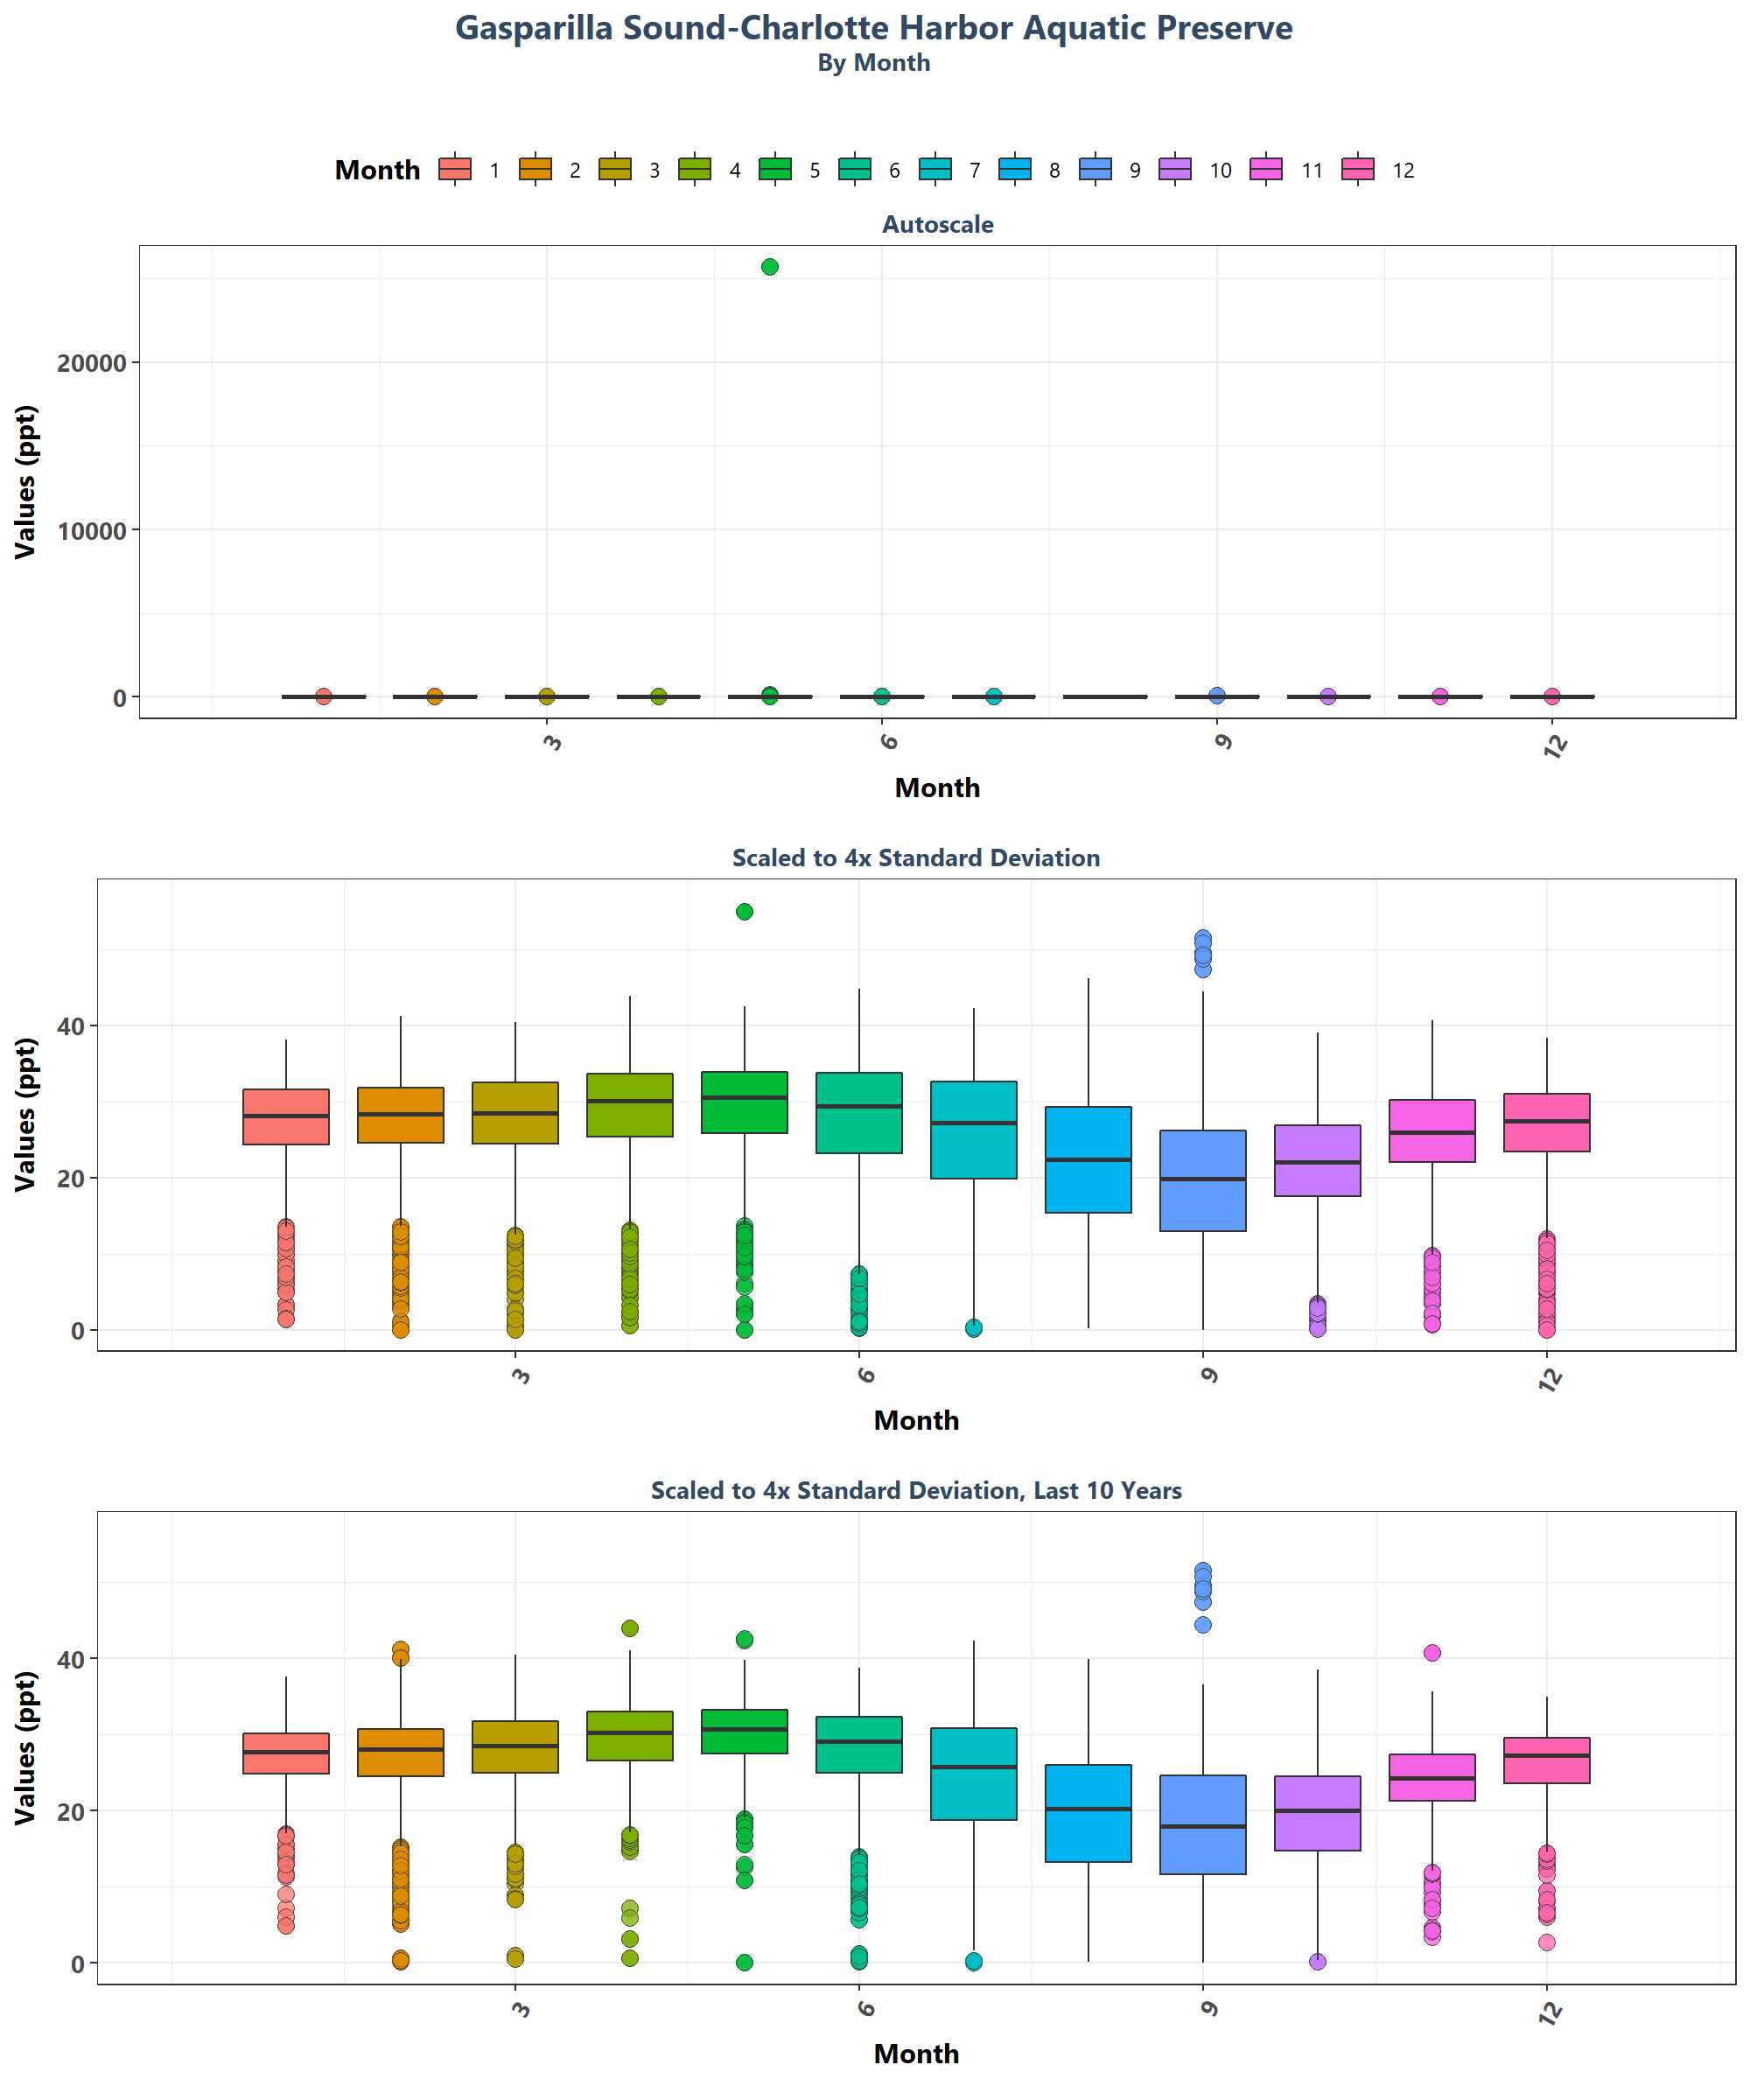 Gasparilla Sound-Charlotte Harbor Aquatic Preserve
By Month
Month 1 2 3 4 5 6 7 8 9 10 11 12
Autoscale
Values (ppt)
20000
10000
0
3 6 9 12
Month
Scaled to 4x Standard Deviation
Values (ppt)
40
20
0
3 6 9 12
Month
Scaled to 4x Standard Deviation, Last 10 Years
Values (ppt)
40
20
0
3 6 9 12
Month